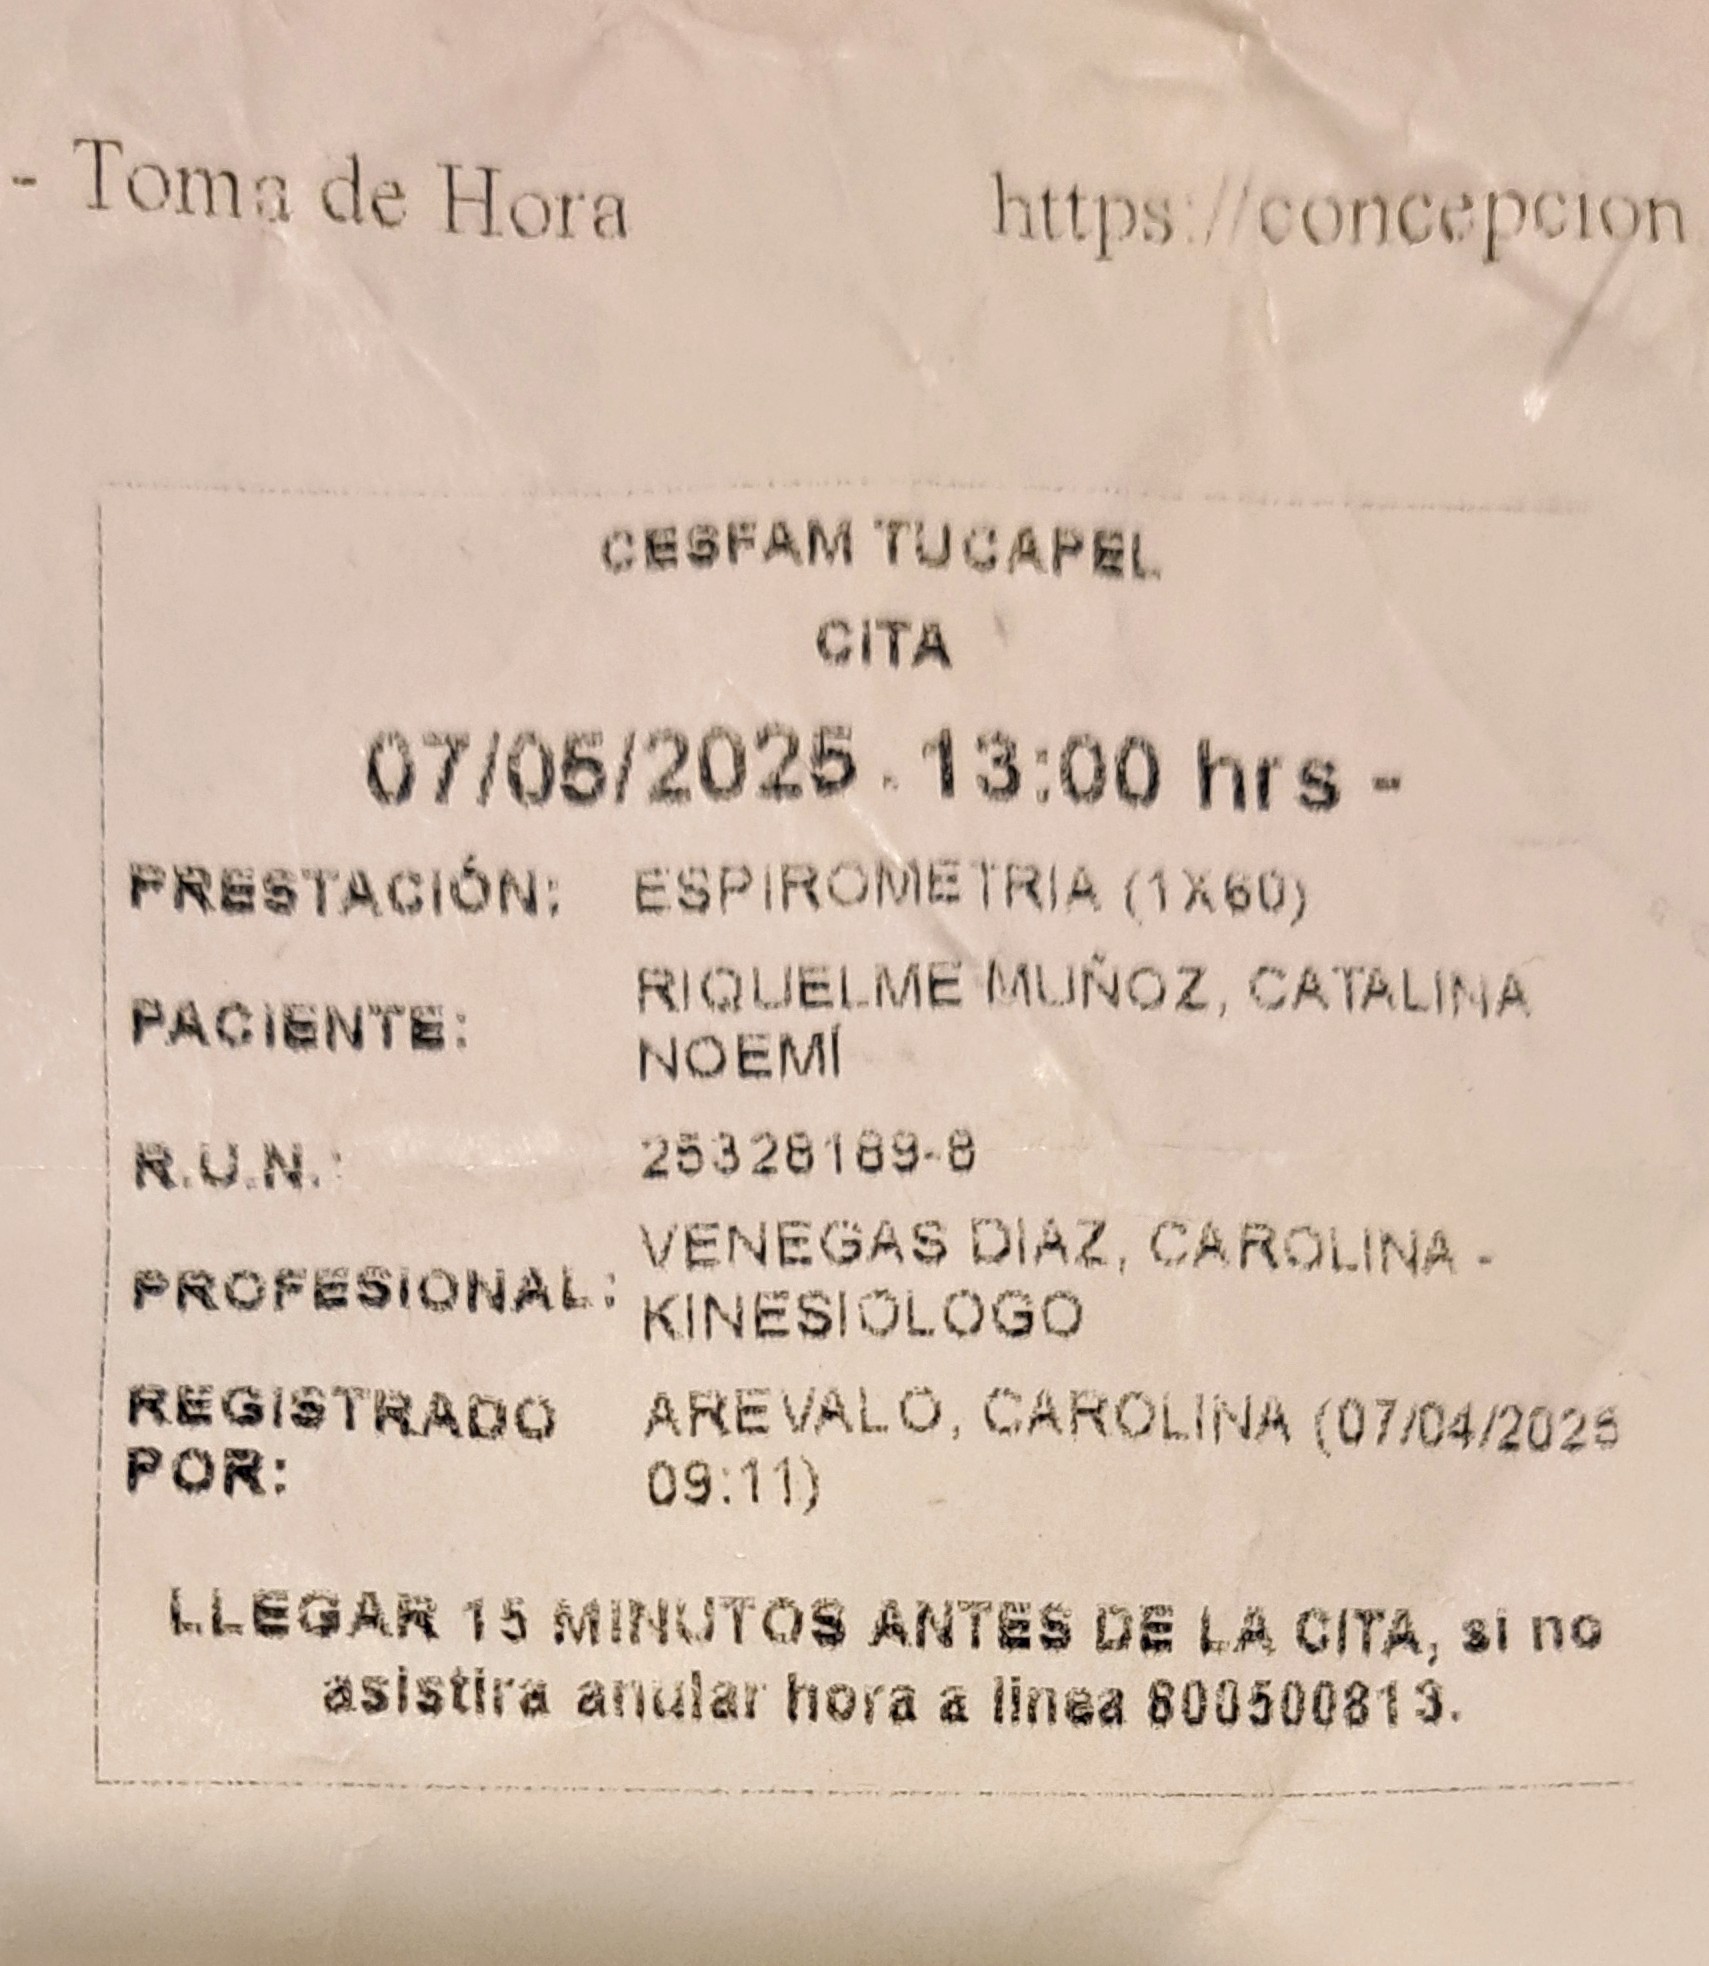 - Toma de Hora https://concepcion
CESFAM TUCAPEL
CITA
07/05/2025 - 13:00 hrs -
PRESTACIÓN: ESPIROMETRIA (1X60)
PACIENTE: RIQUELME MUÑOZ, CATALINA
NOEMÍ
R.U.N.: 25328189-8
PROFESIONAL: VENEGAS DIAZ, CAROLINA -
KINESIOLOGO
REGISTRADO AREVALO, CAROLINA (07/04/2025
POR: 09:11)
LLEGAR 15 MINUTOS ANTES DE LA CITA, si no
asistira anular hora a linea 800500813.